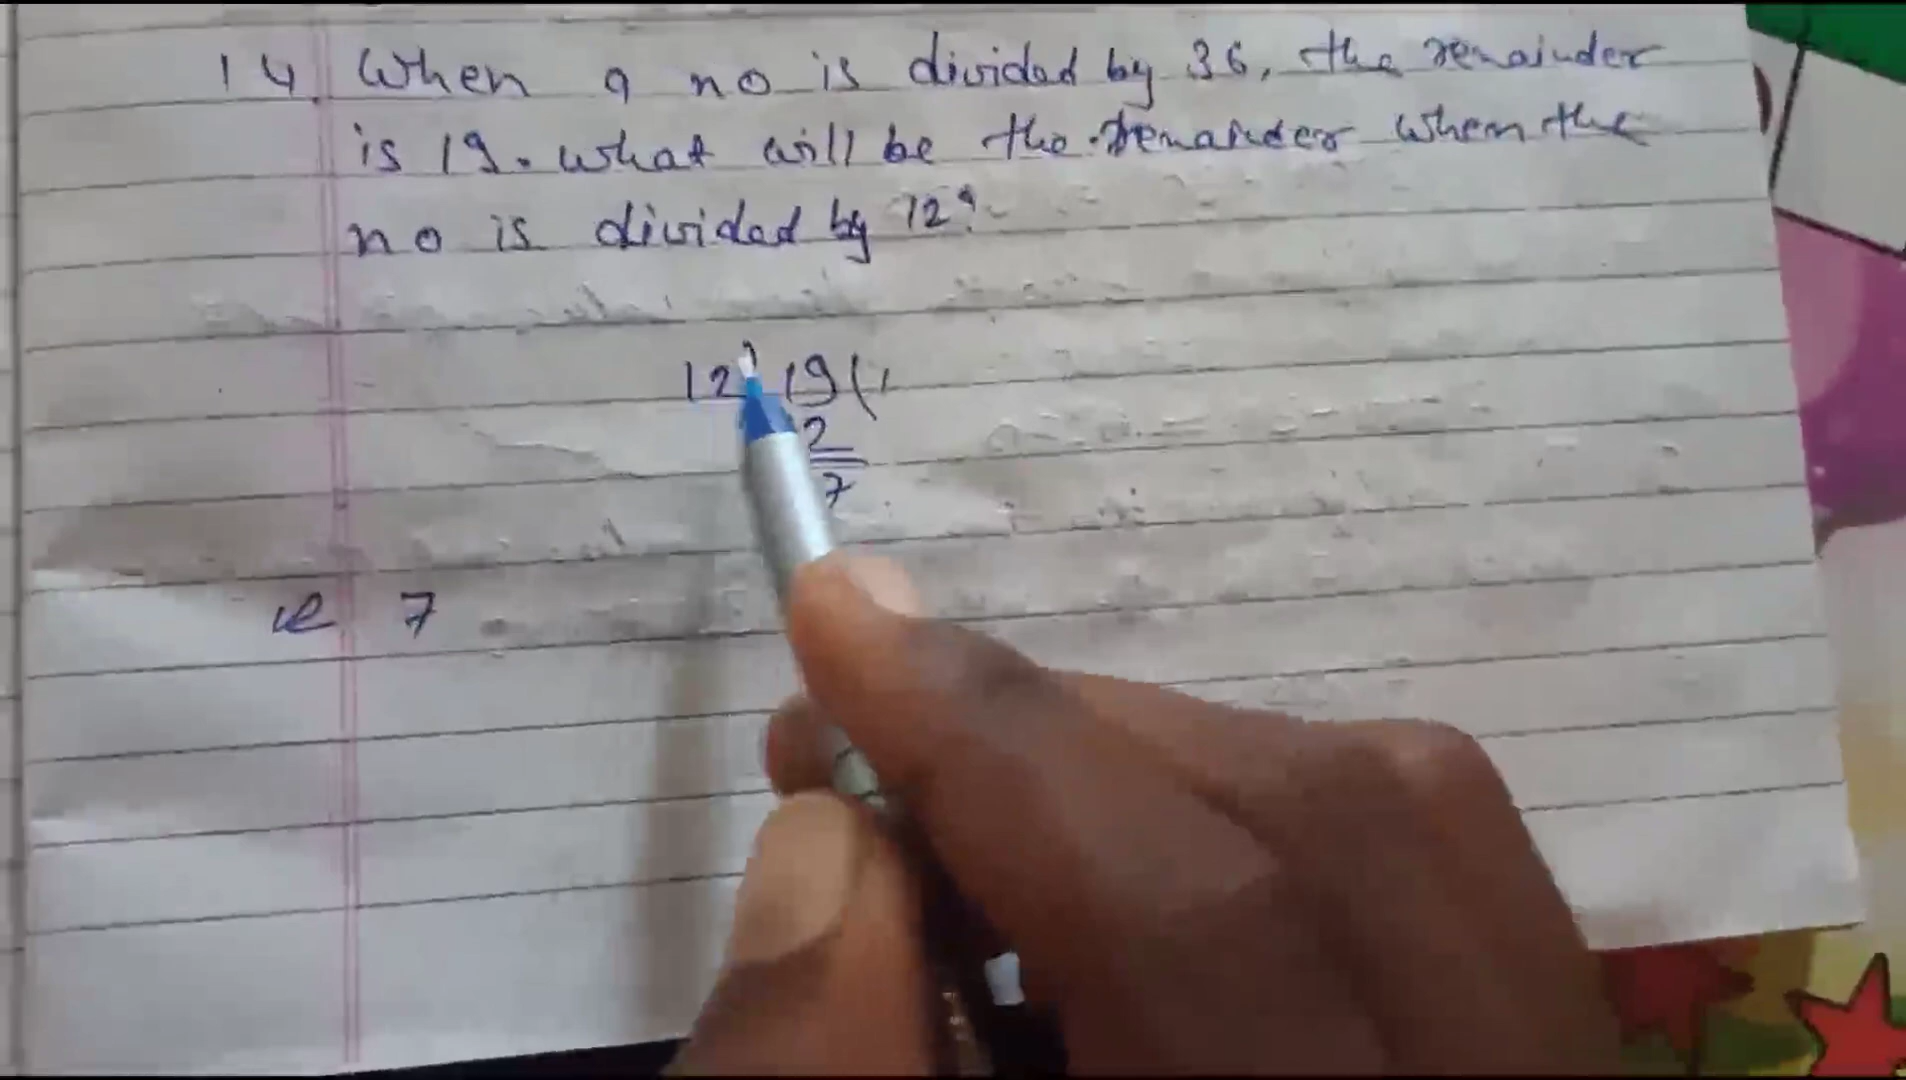 14. When a no is divided by 36, the remainder
is 19. what will be the remainder when the
no is divided by 12?
12) 19(1
2
7
ie 7